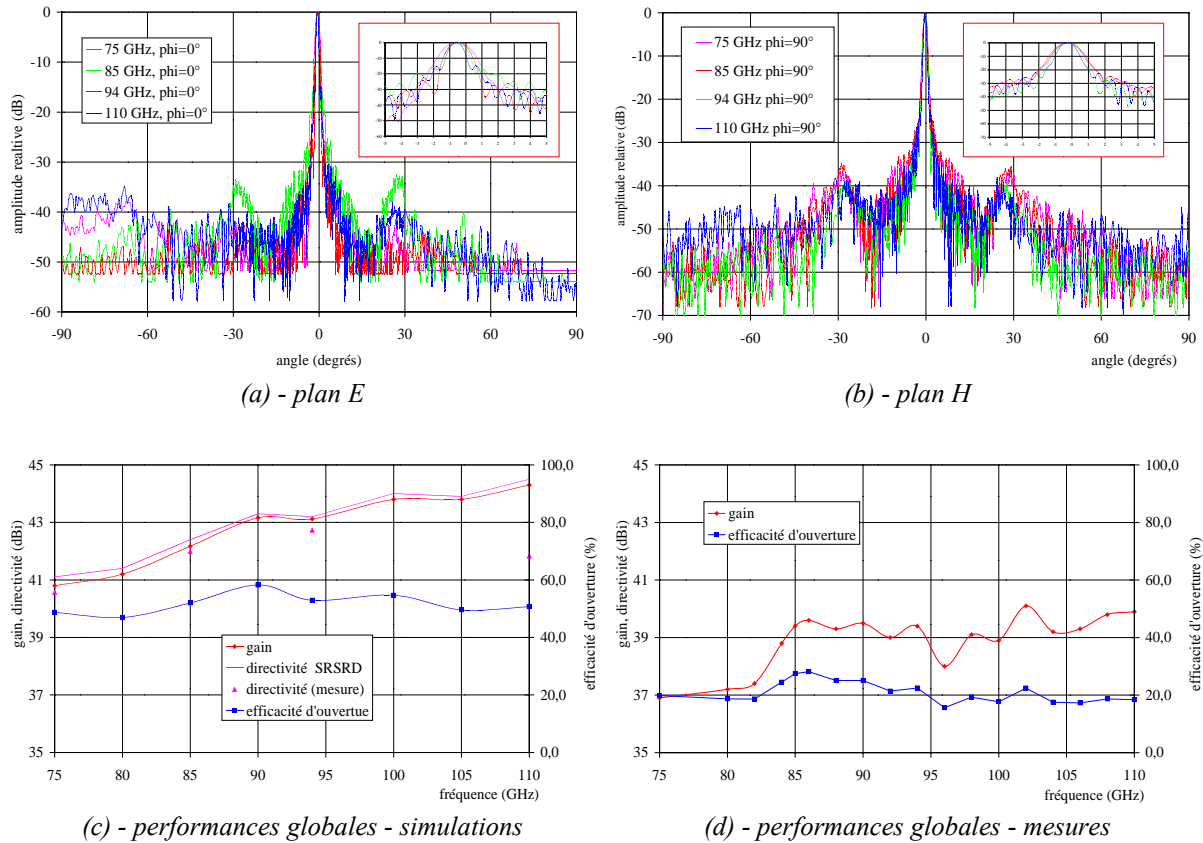 0
-10
-20
-30
-40
-50
-60
amplitude realtive (dB)
75 GHz, phi=0°
85 GHz, phi=0°
94 GHz, phi=0°
110 GHz, phi=0°
-90 -60 -30 0 30 60 90
angle (degrés)
(a) - plan E
0
-10
-20
-30
-40
-50
-60
-70
amplitude relative (dB)
75 GHz phi=90°
85 GHz phi=90°
94 GHz phi=90°
110 GHz phi=90°
-90 -60 -30 0 30 60 90
angle (degrés)
(b) - plan H
45
43
41
39
37
35
gain, directivité (dBi)
gain
directivité SRSRD
directivité (mesure)
efficacité d'ouvertue
100,0
80,0
60,0
40,0
20,0
0,0
efficacité d'ouverture (%)
75 80 85 90 95 100 105 110
fréquence (GHz)
(c) - performances globales - simulations
45
43
41
39
37
35
gain, directivité (dBi)
gain
efficacité d'ouverture
100,0
80,0
60,0
40,0
20,0
0,0
efficacité d'ouverture (%)
75 80 85 90 95 100 105 110
fréquence (GHz)
(d) - performances globales - mesures